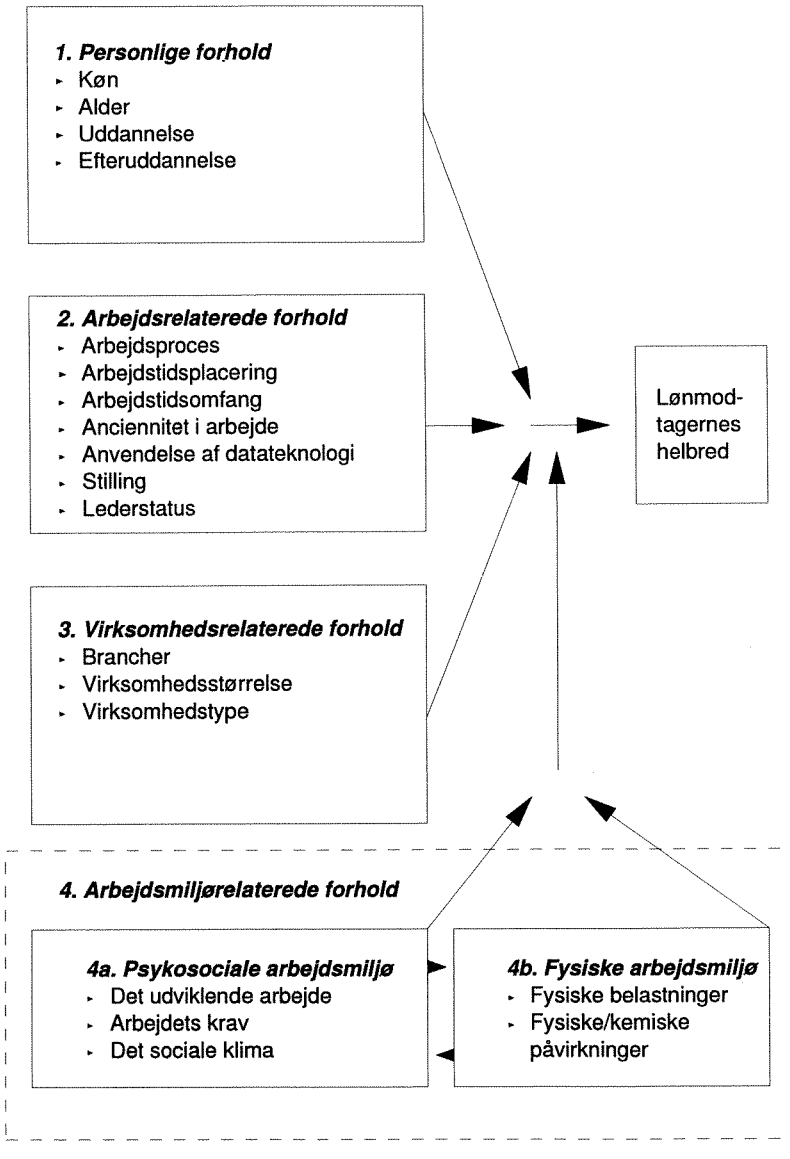 1. Personlige forhold
Køn
Alder
Uddannelse
Efteruddannelse
2. Arbejdsrelaterede forhold
Arbejdsproces
Arbejdstidsplacering
Arbejdstidsomfang
Anciennitet i arbejde
Anvendelse af datateknologi
Stilling
Lederstatus
Lønmod-
tagernes
helbred
3. Virksomhedsrelaterede forhold
Brancher
Virksomhedsstørrelse
Virksomhedstype
4. Arbejdsmiljørelaterede forhold
4a. Psykosociale arbejdsmiljø
Det udviklende arbejde
Arbejdets krav
Det sociale klima
4b. Fysiske arbejdsmiljø
Fysiske belastninger
Fysiske/kemiske
påvirkninger